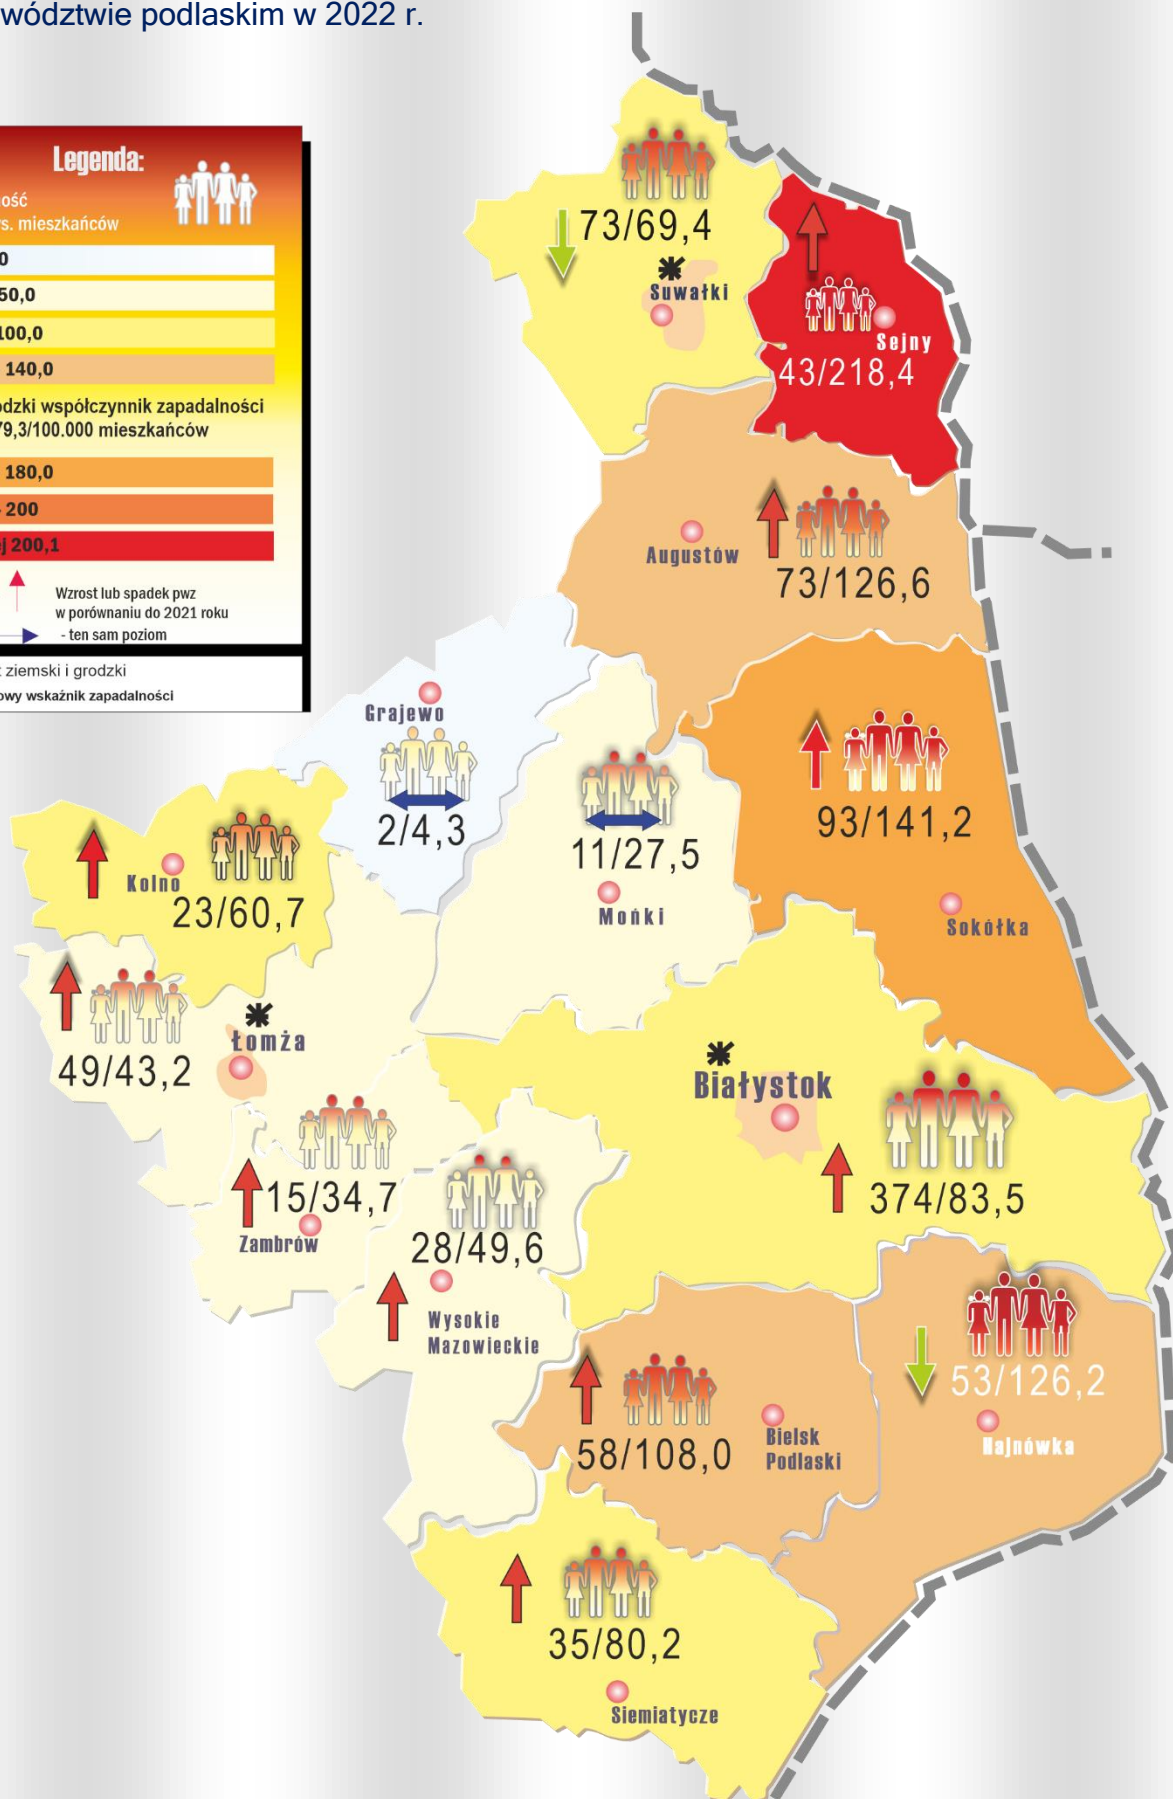 wództwie podlaskim w 2022 r.
Legenda:
ność
ys. mieszkańców
0
50,0
100,0
140,0
odzki współczynnik zapadalności
79,3/100.000 mieszkańców
180,0
200
ej 200,1
Wzrost lub spadek pwz
w porównaniu do 2021 roku
- ten sam poziom
t ziemski i grodzki
owy wskaźnik zapadalności
73/69,4
Suwałki
Sejny
43/218,4
Augustów
73/126,6
Grajewo
2/4,3
11/27,5
Mońki
93/141,2
Sokółka
Kolno
23/60,7
49/43,2
Łomża
Białystok
374/83,5
15/34,7
Zambrów
28/49,6
Wysokie
Mazowieckie
53/126,2
Hajnówka
58/108,0
Bielsk
Podlaski
35/80,2
Siemiatycze